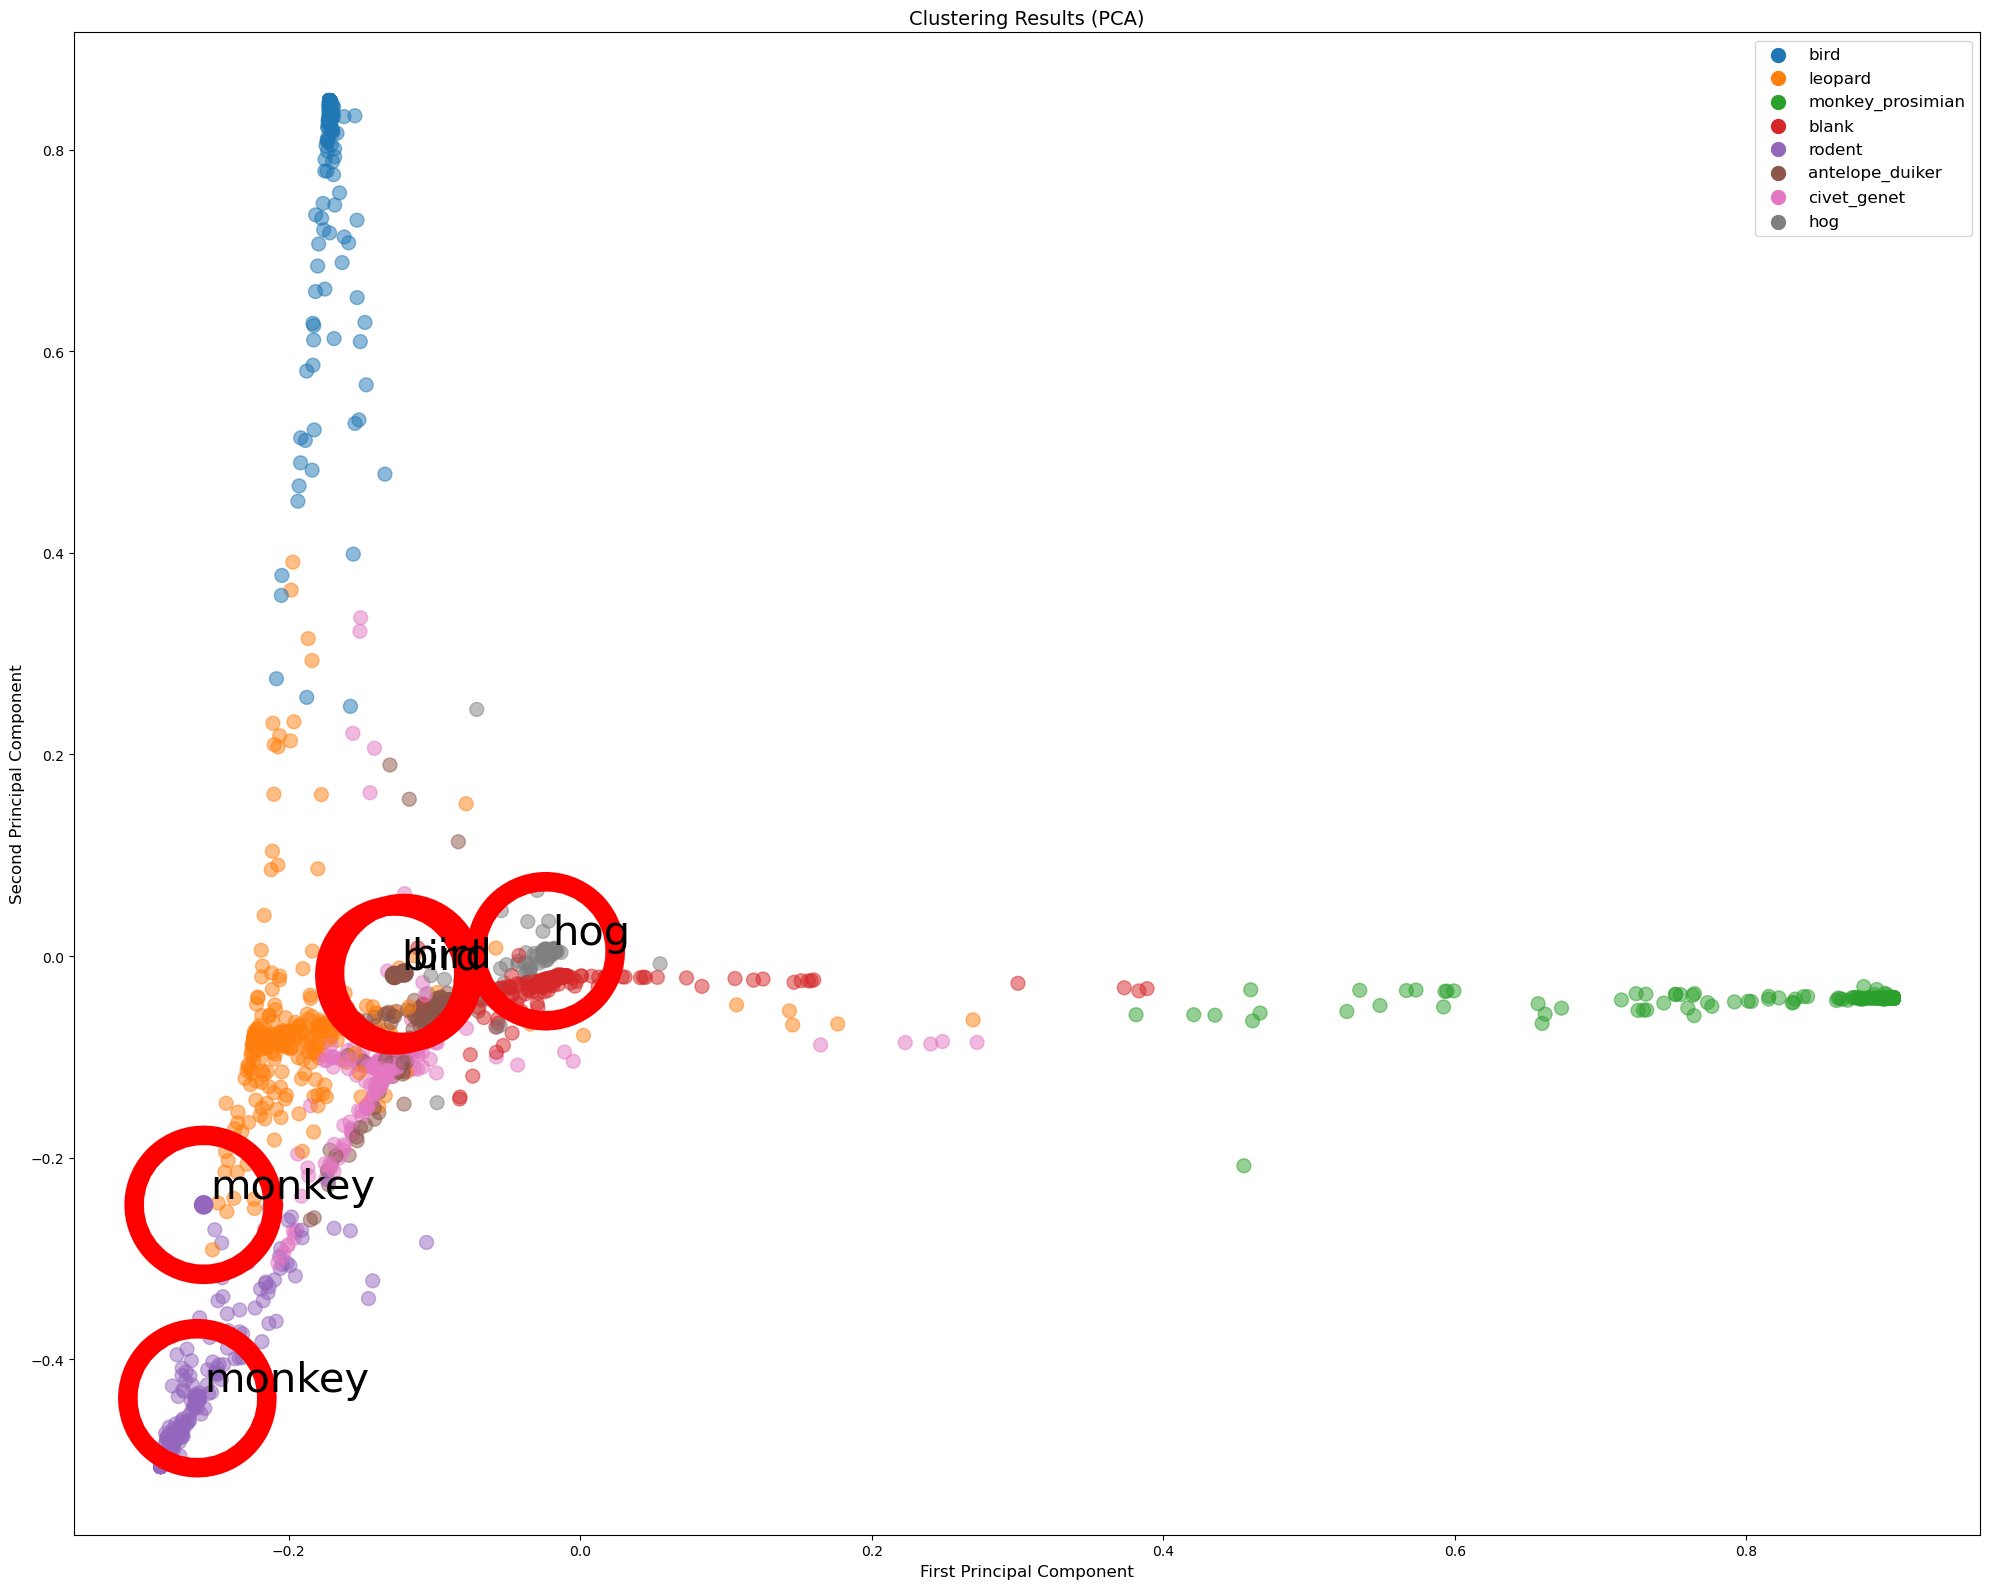 Clustering Results (PCA)
bird
leopard
monkey_prosimian
blank
rodent
antelope_duiker
civet_genet
hog
Second Principal Component
0.8
0.6
0.4
0.2
0.0
−0.2
−0.4
hog
bird
bird
monkey
monkey
−0.2
0.0
0.2
0.4
0.6
0.8
First Principal Component